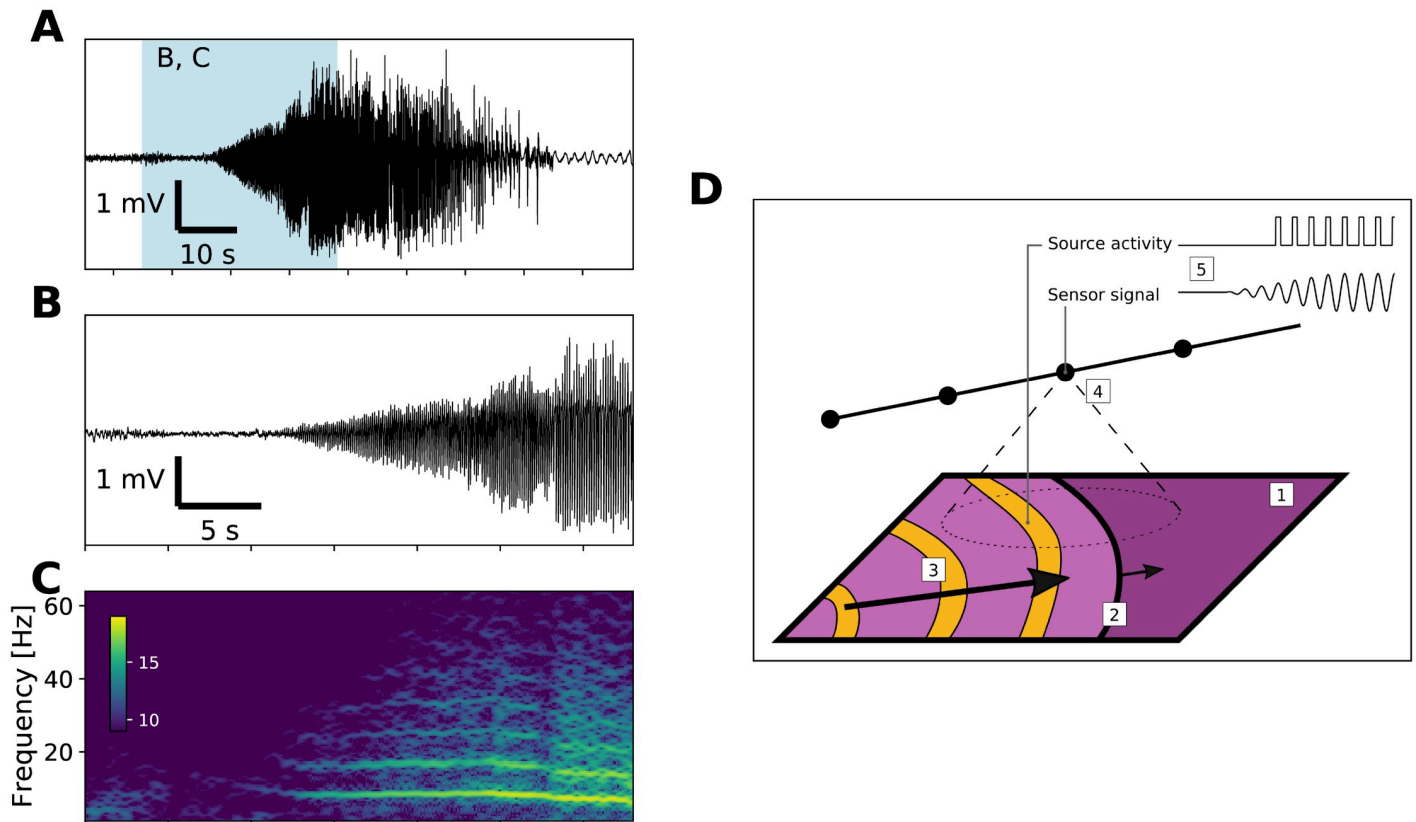 A
B, C
1 mV
10 s
B
1 mV
5 s
C
Frequency [Hz]
60
40
20
15
10
D
Source activity
5
Sensor signal
4
1
3
2